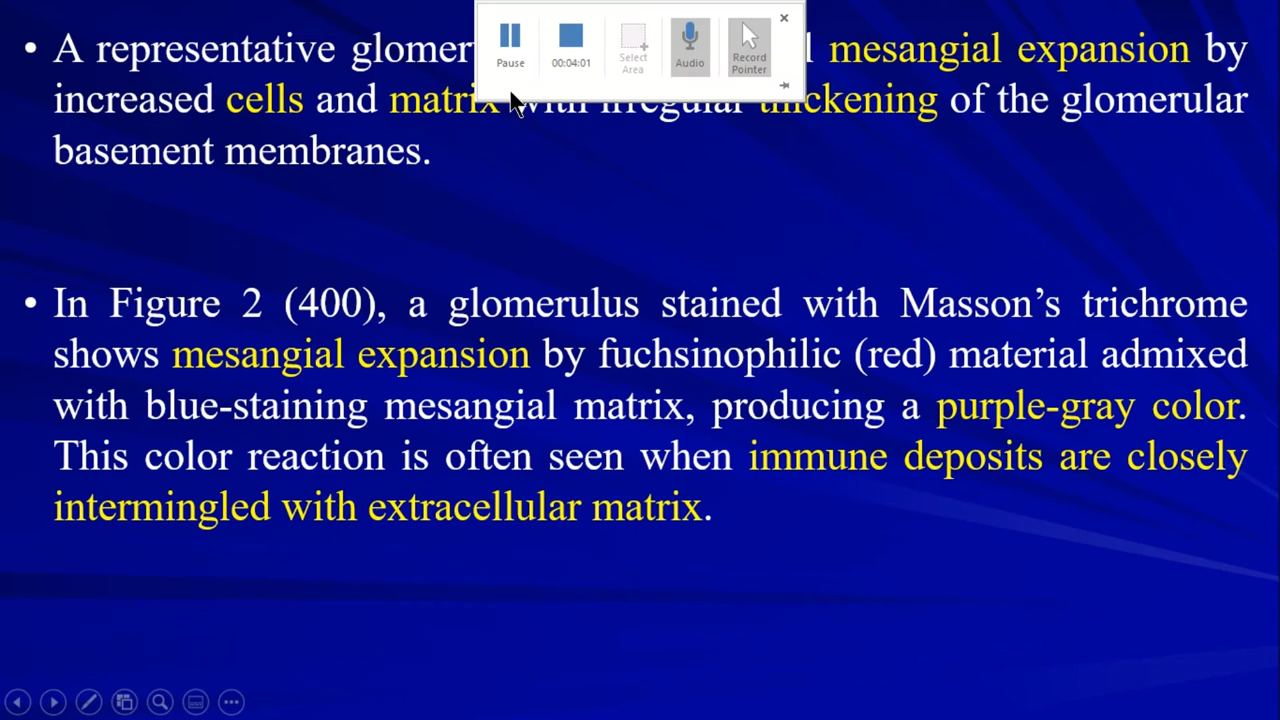 Pause
00:04:01
Select
Area
Audio
Record
Pointer
• A representative glomer l mesangial expansion by
increased cells and matrix with irregular thickening of the glomerular
basement membranes.
• In Figure 2 (400), a glomerulus stained with Masson’s trichrome
shows mesangial expansion by fuchsinophilic (red) material admixed
with blue-staining mesangial matrix, producing a purple-gray color.
This color reaction is often seen when immune deposits are closely
intermingled with extracellular matrix.